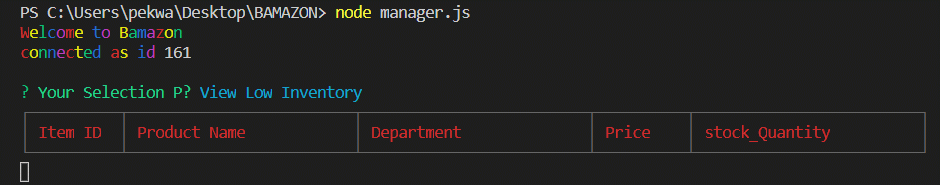 PS C:\Users\pekwa\Desktop\BAMAZON> node manager.js
Welcome to Bamazon
connected as id 161
? Your Selection P? View Low Inventory
Item ID Product Name Department Price stock_Quantity